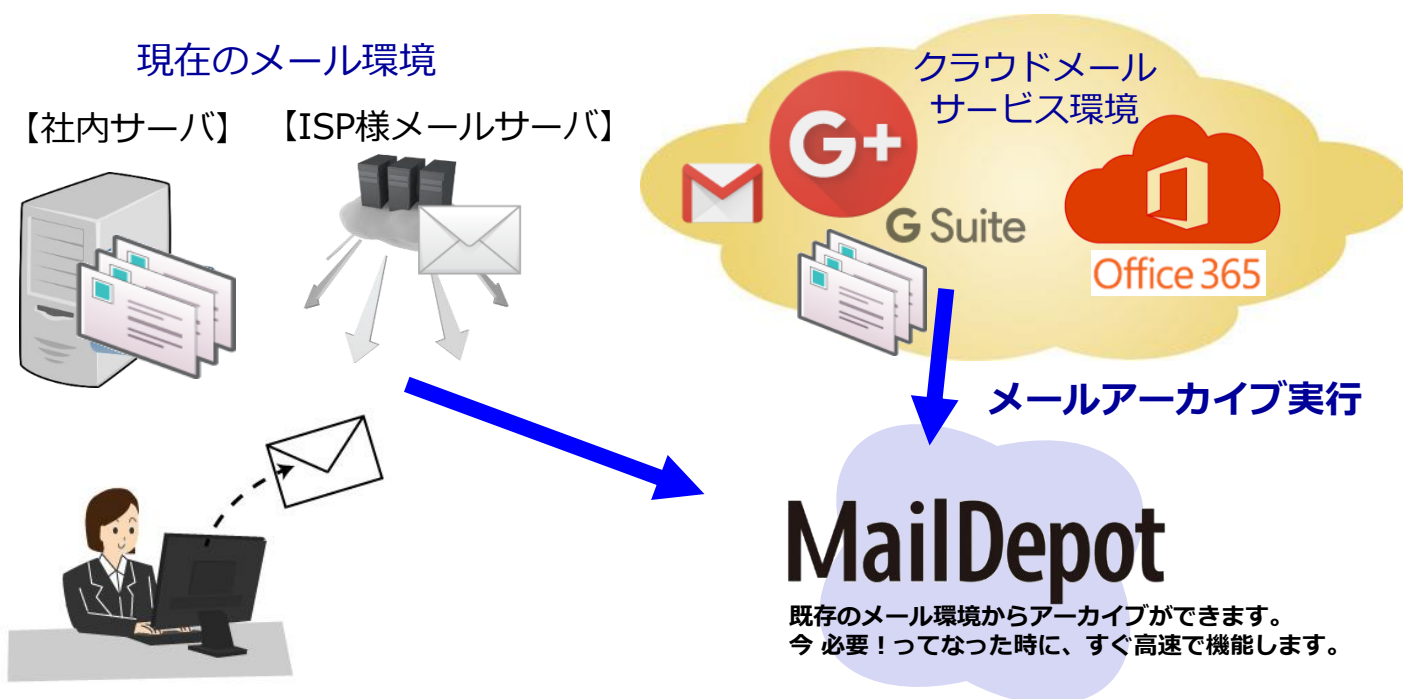 現在のメール環境
【社内サーバ】 【ISP様メールサーバ】
クラウドメール
サービス環境
G+
G Suite
Office 365
メールアーカイブ実行
MailDepot
既存のメール環境からアーカイブができます。
今 必要！ってなった時に、すぐ高速で機能します。